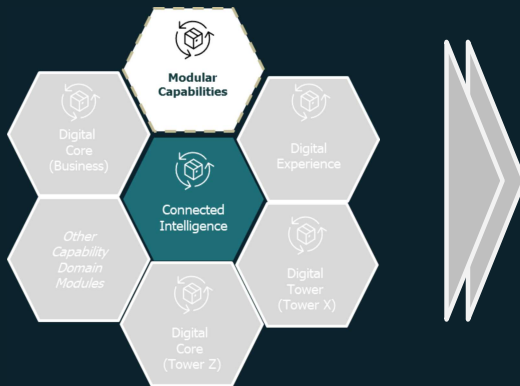 Modular
Capabilities
Digital
Core
(Business)
Digital
Experience
Connected
Intelligence
Other
Capability
Domain
Modules
Digital
Tower
(Tower X)
Digital
Core
(Tower Z)